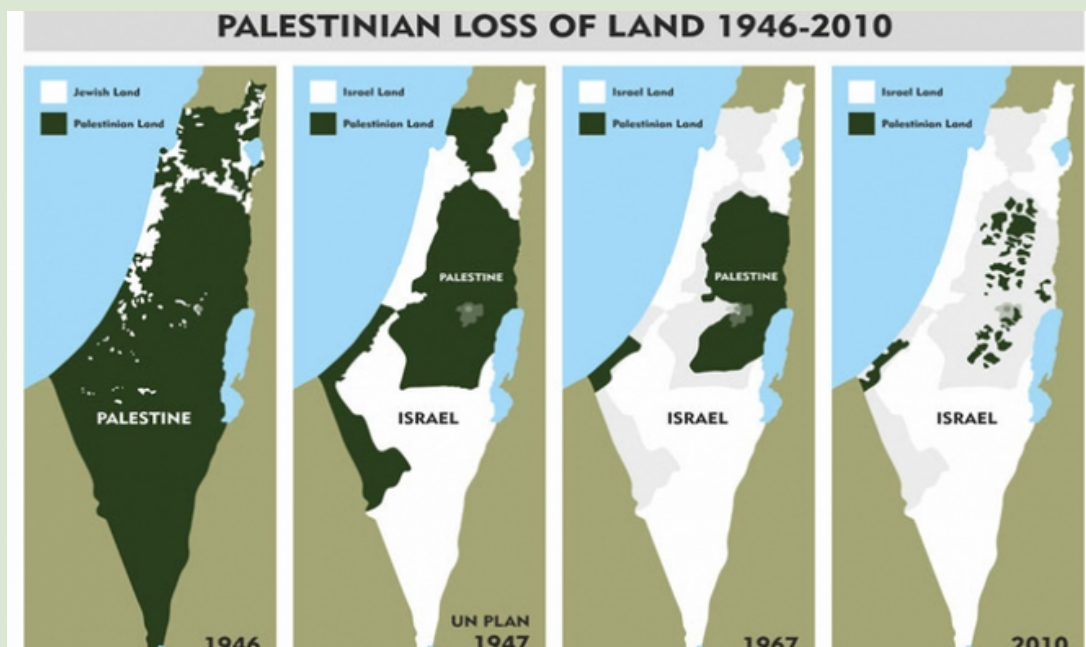 PALESTINIAN LOSS OF LAND 1946-2010
Jewish Land
Palestinian Land
PALESTINE
1946
Israel Land
Palestinian Land
PALESTINE
ISRAEL
UN PLAN
1947
Israel Land
Palestinian Land
PALESTINE
ISRAEL
1967
Israel Land
Palestinian Land
ISRAEL
2010